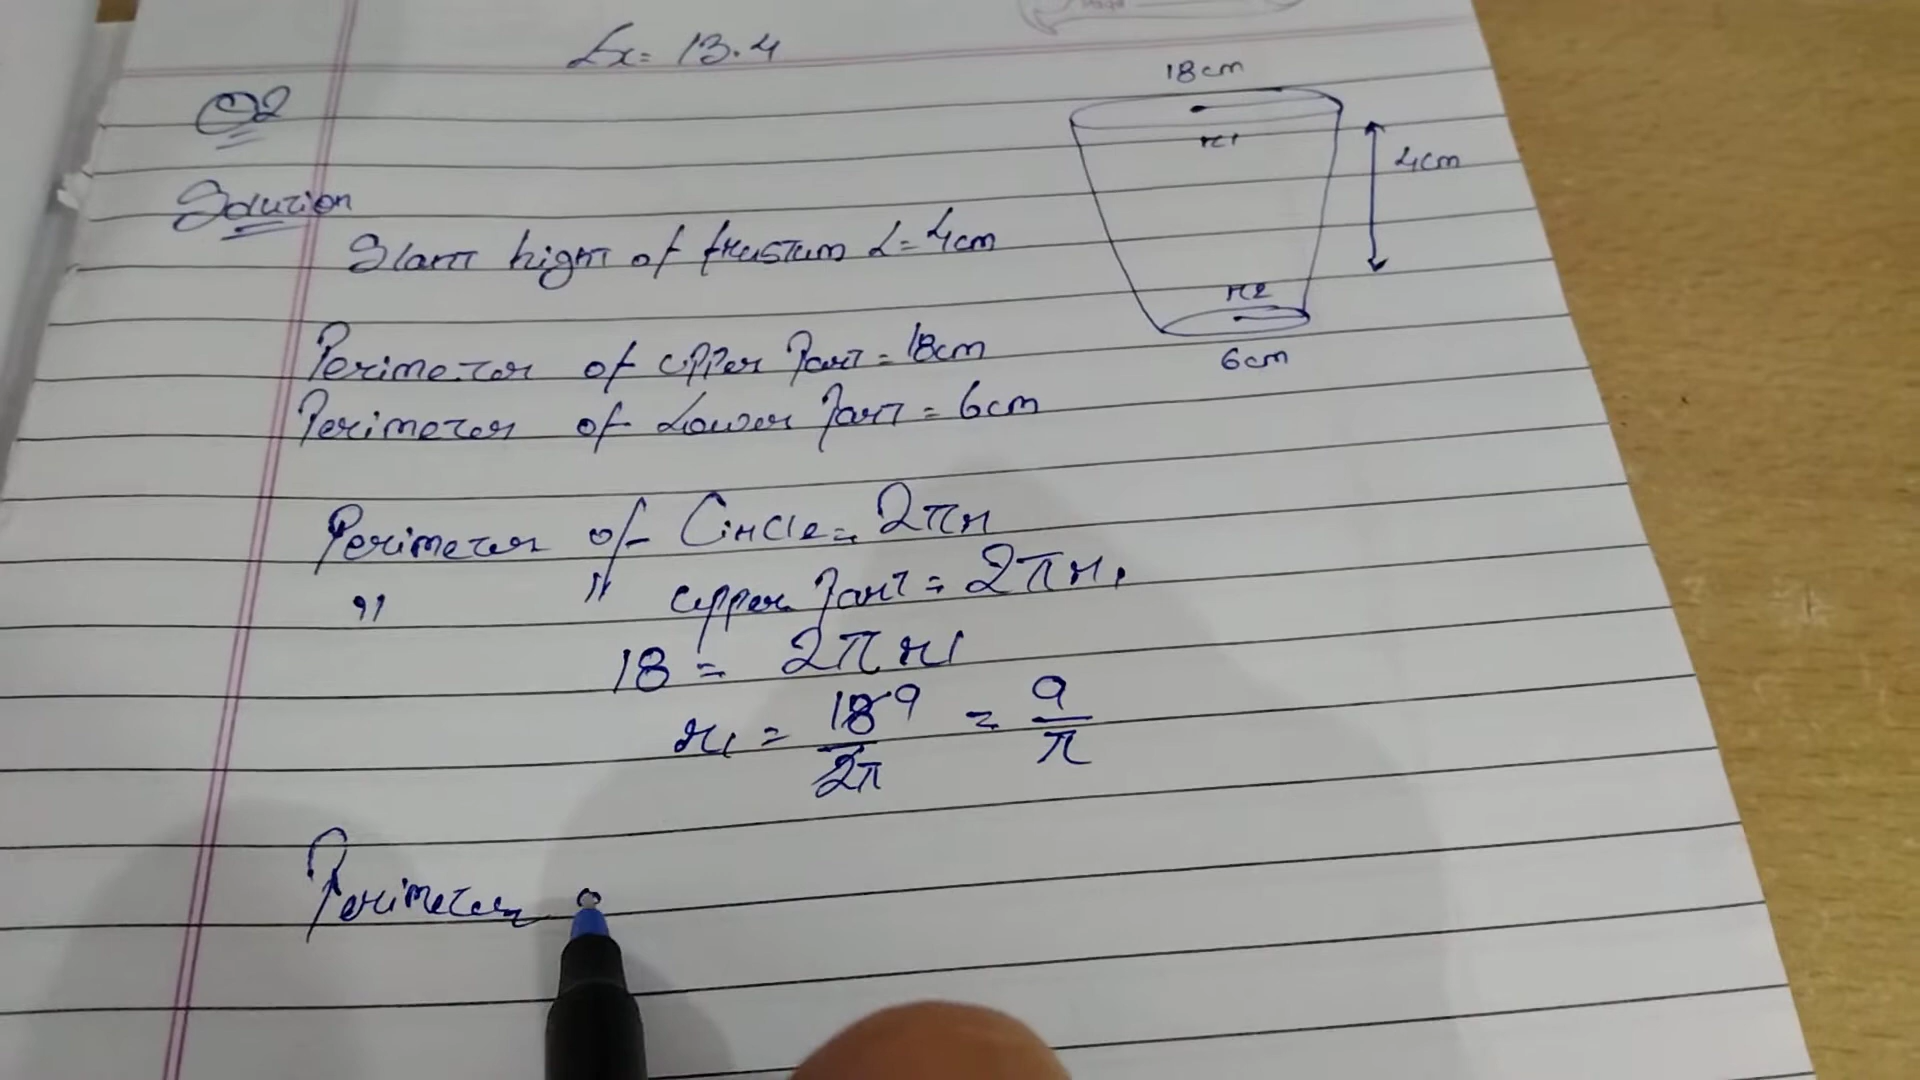 Ex= 13.4
Q2
18cm
r1
4cm
Solution
Slant hight of frustum L= 4cm
r2
6cm
Perimeter of upper Part = 18cm
Perimeter of Lower Part = 6cm
Perimeter of Circle = 2πr
" " upper Part = 2πr1
18 = 2πr1
r1 = 18 9 / 2π = 9/π
Perimeter o